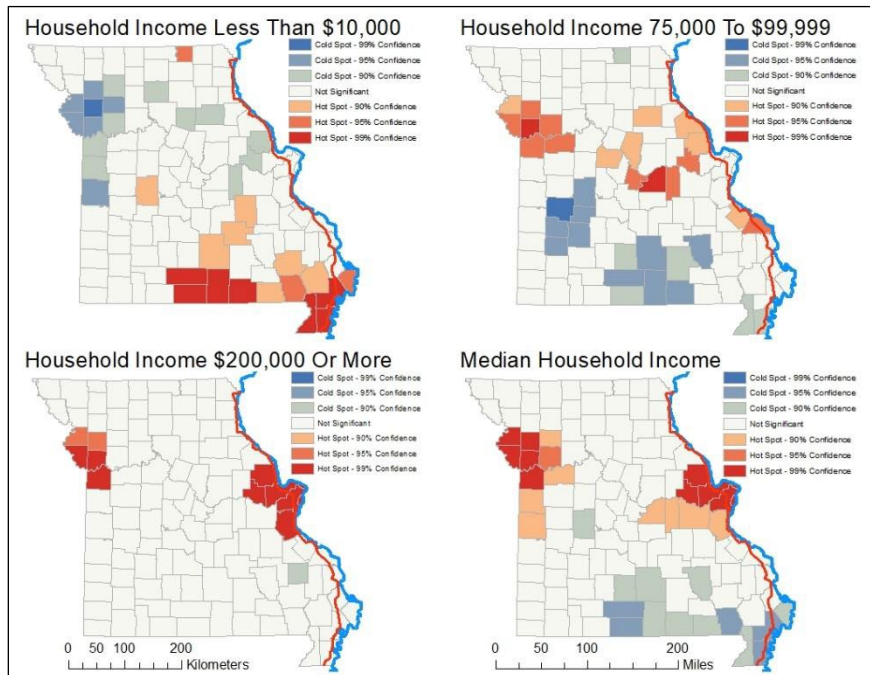 Household Income Less Than $10,000
Cold Spot - 99% Confidence
Cold Spot - 95% Confidence
Cold Spot - 90% Confidence
Not Significant
Hot Spot - 90% Confidence
Hot Spot - 95% Confidence
Hot Spot - 99% Confidence
Household Income 75,000 To $99,999
Cold Spot - 99% Confidence
Cold Spot - 95% Confidence
Cold Spot - 90% Confidence
Not Significant
Hot Spot - 90% Confidence
Hot Spot - 95% Confidence
Hot Spot - 99% Confidence
Household Income $200,000 Or More
Cold Spot - 99% Confidence
Cold Spot - 95% Confidence
Cold Spot - 90% Confidence
Not Significant
Hot Spot - 90% Confidence
Hot Spot - 95% Confidence
Hot Spot - 99% Confidence
0 50 100 200
Kilometers
Median Household Income
Cold Spot - 99% Confidence
Cold Spot - 95% Confidence
Cold Spot - 90% Confidence
Not Significant
Hot Spot - 90% Confidence
Hot Spot - 95% Confidence
Hot Spot - 99% Confidence
0 50 100 200
Miles